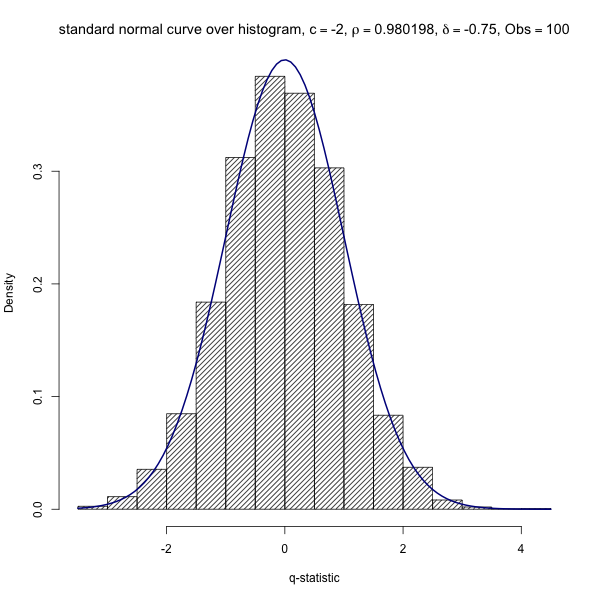 standard normal curve over histogram, c = -2, ρ = 0.980198, δ = -0.75, Obs = 100
Density
0.3
0.2
0.1
0.0
-2 0 2 4
q-statistic